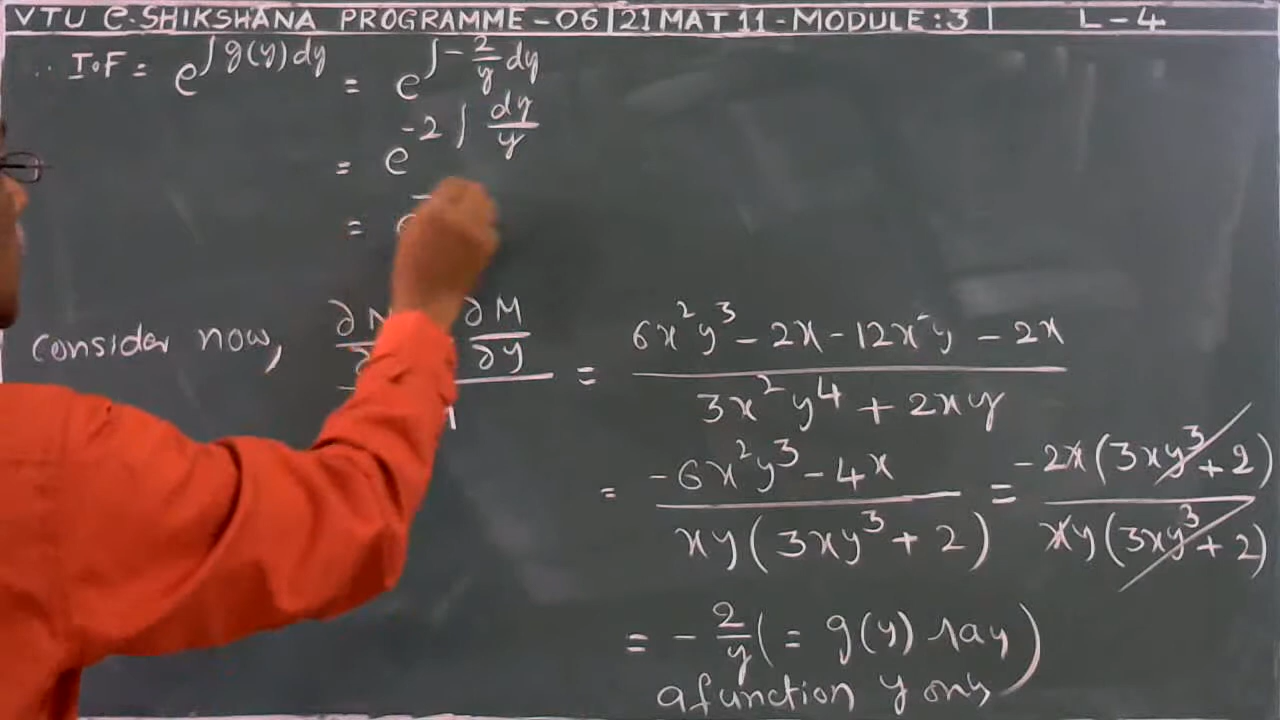 VTU e-SHIKSHANA PROGRAMME - 06 | 21MAT11 - MODULE : 3 | L - 4
∴ I.F = e^∫g(y)dy = e^∫-2/y dy
= e^-2∫dy/y
= e^-
consider now, ∂M/∂y = (6x²y³ - 2x - 12x²y³ - 2x)/(3x²y⁴ + 2xy)
= (-6x²y³ - 4x)/(xy(3xy³ + 2)) = (-2x(3xy³ + 2))/(xy(3xy³ + 2))
= -2/y (= g(y) say)
a function y only